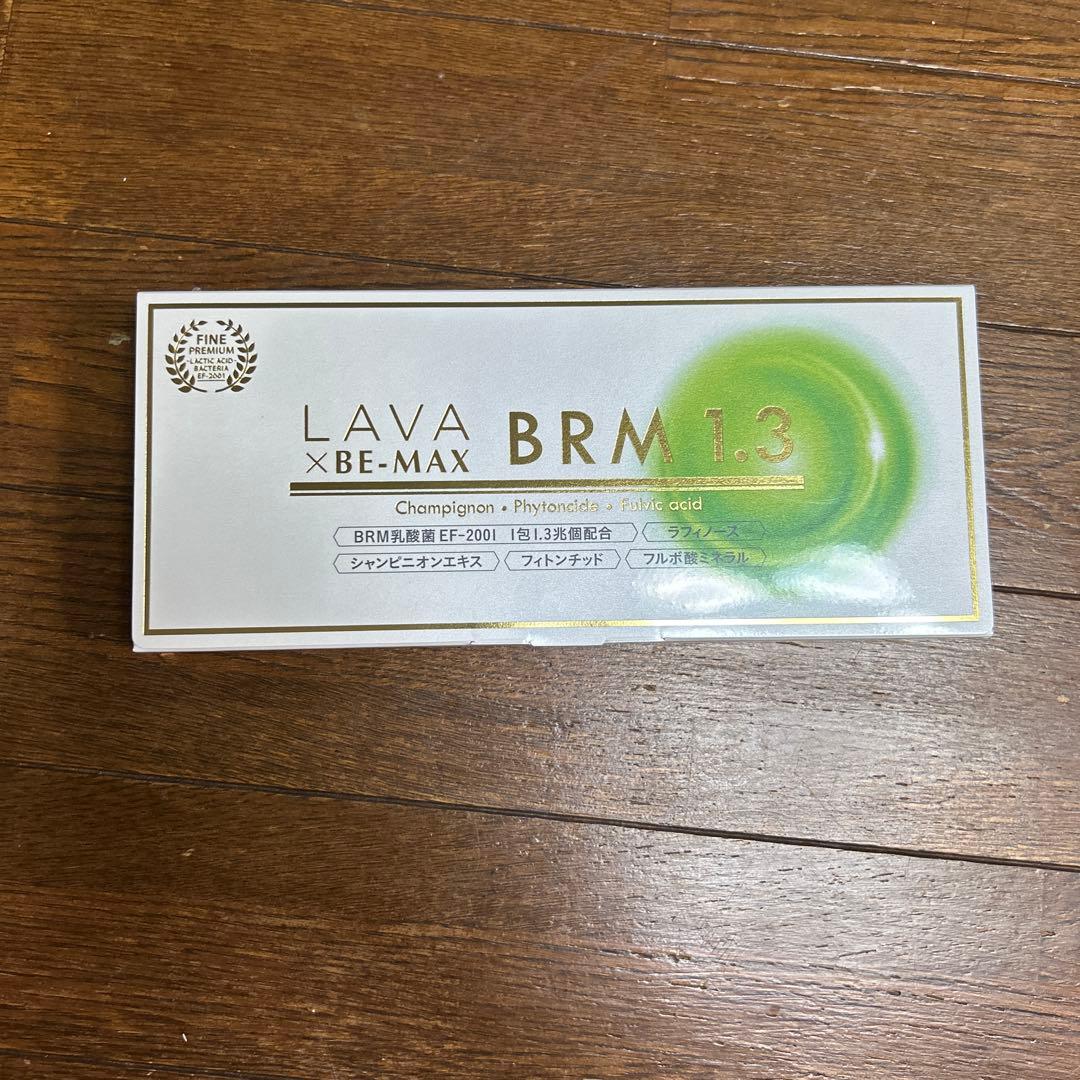 FINE
PREMIUM
-LACTIC ACID-
BACTERIA
EF-2001
LAVA
×BE-MAX
BRM 1.3
Champignon • Phytoncide • Fulvic acid
BRM乳酸菌 EF-2001 1包1.3兆個配合 ラフィノース
シャンピニオンエキス フィトンチッド フルボ酸ミネラル